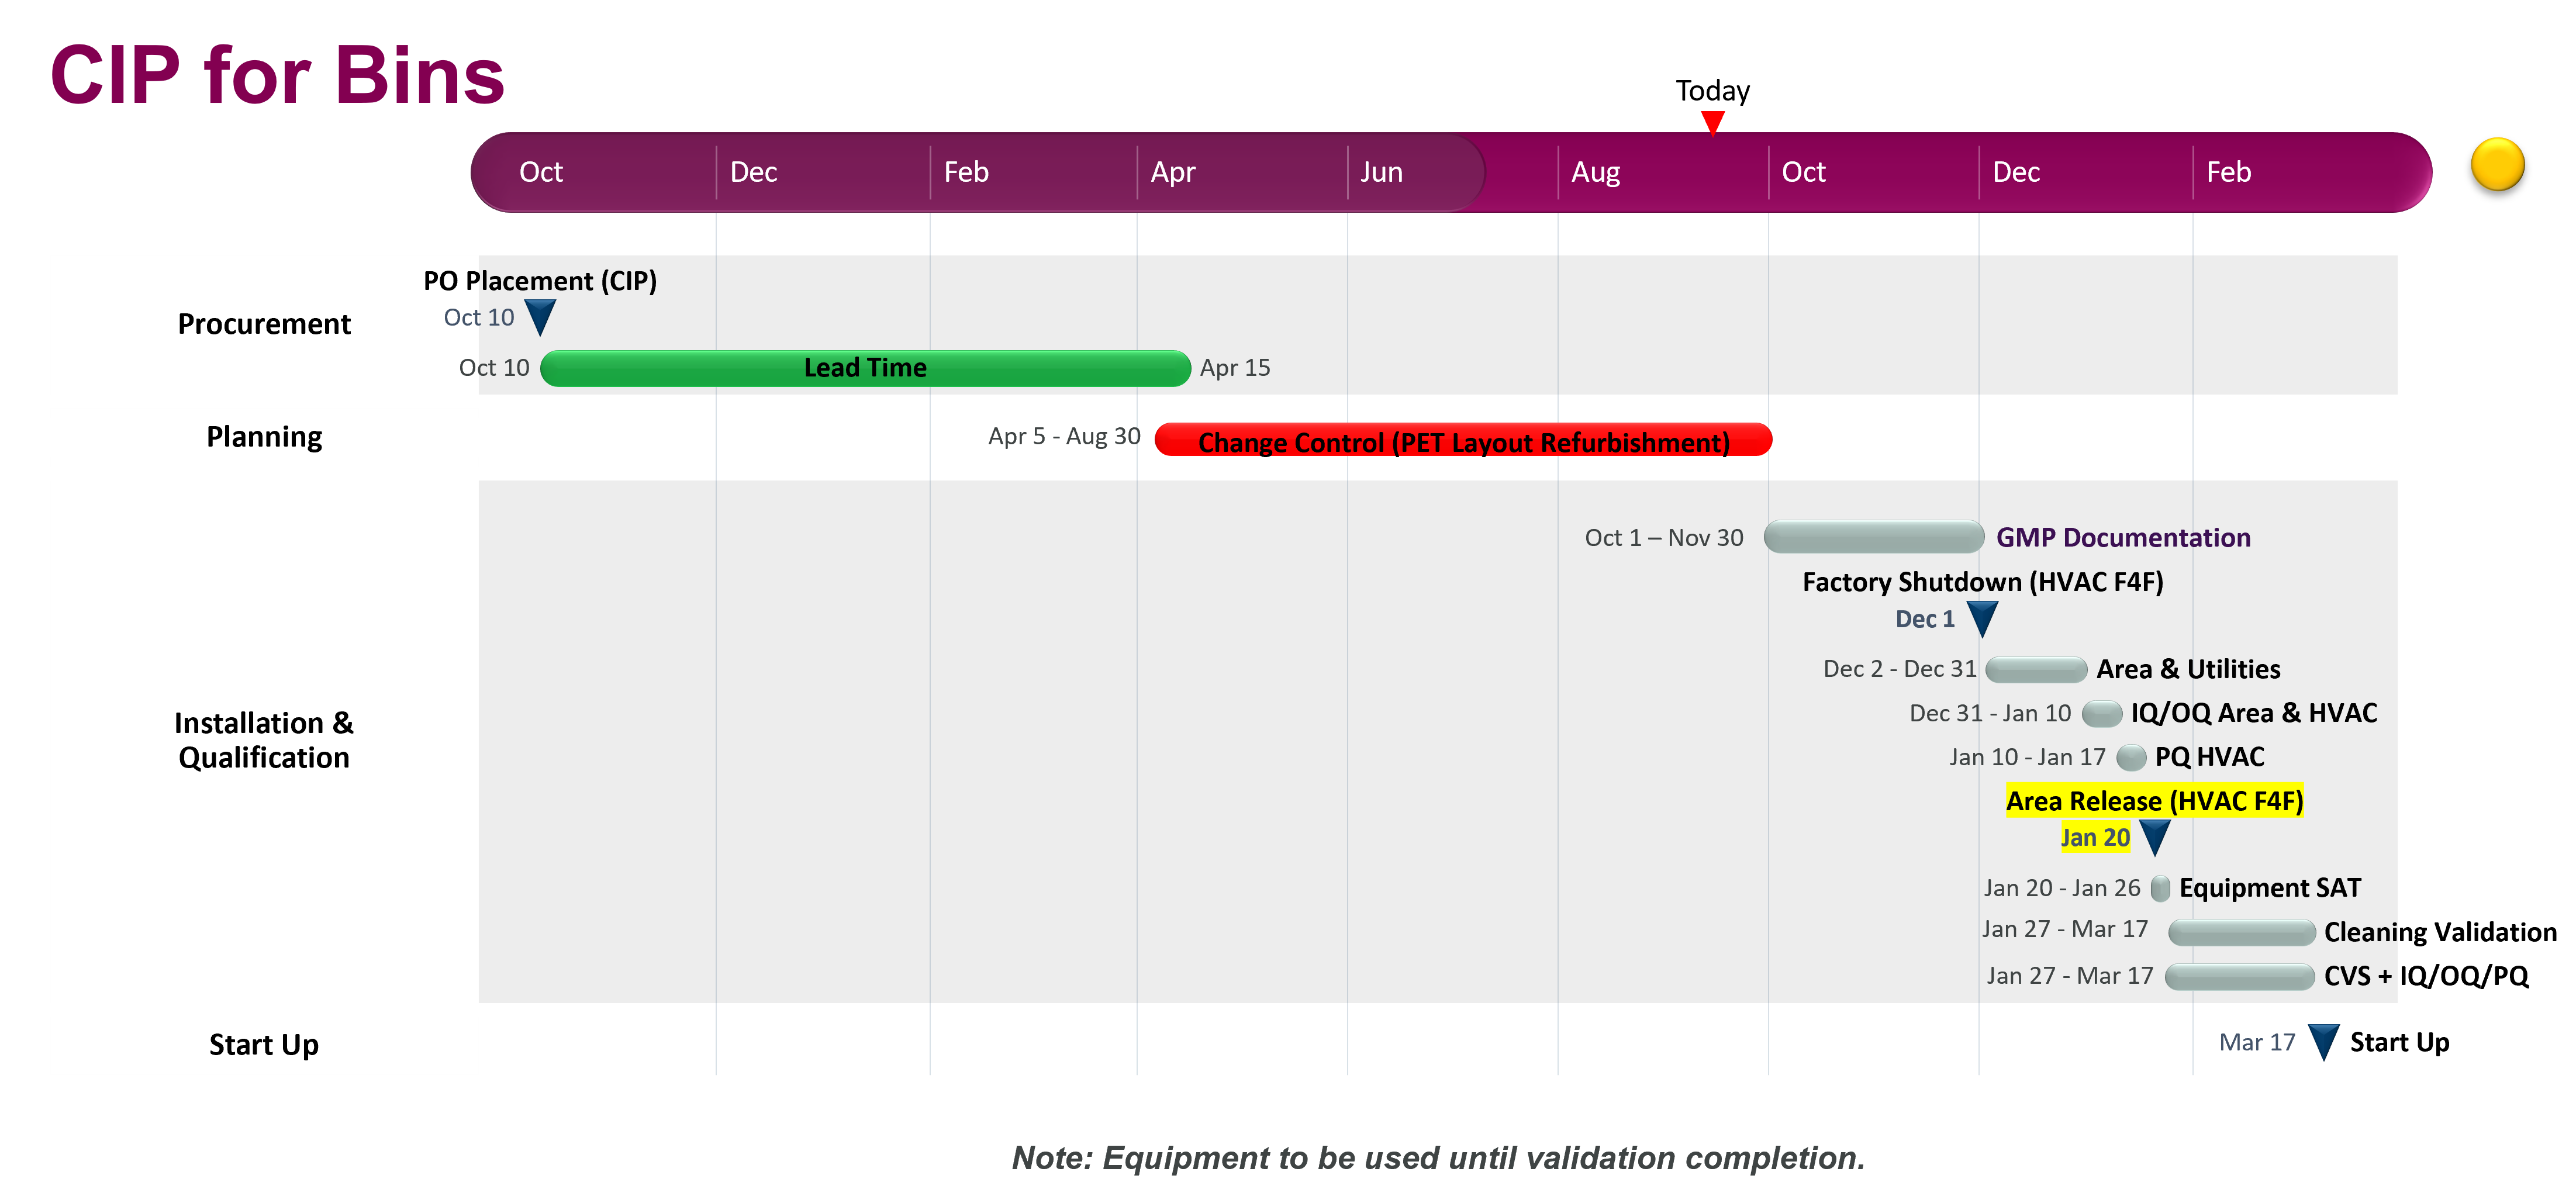 CIP for Bins
Today
Oct Dec Feb Apr Jun Aug Oct Dec Feb
Procurement
PO Placement (CIP)
Oct 10
Oct 10 Lead Time Apr 15
Planning
Apr 5 - Aug 30 Change Control (PET Layout Refurbishment)
Installation &
Qualification
Oct 1 – Nov 30 GMP Documentation
Factory Shutdown (HVAC F4F)
Dec 1
Dec 2 - Dec 31 Area & Utilities
Dec 31 - Jan 10 IQ/OQ Area & HVAC
Jan 10 - Jan 17 PQ HVAC
Area Release (HVAC F4F)
Jan 20
Jan 20 - Jan 26 Equipment SAT
Jan 27 - Mar 17 Cleaning Validation
Jan 27 - Mar 17 CVS + IQ/OQ/PQ
Start Up
Mar 17 Start Up
Note: Equipment to be used until validation completion.